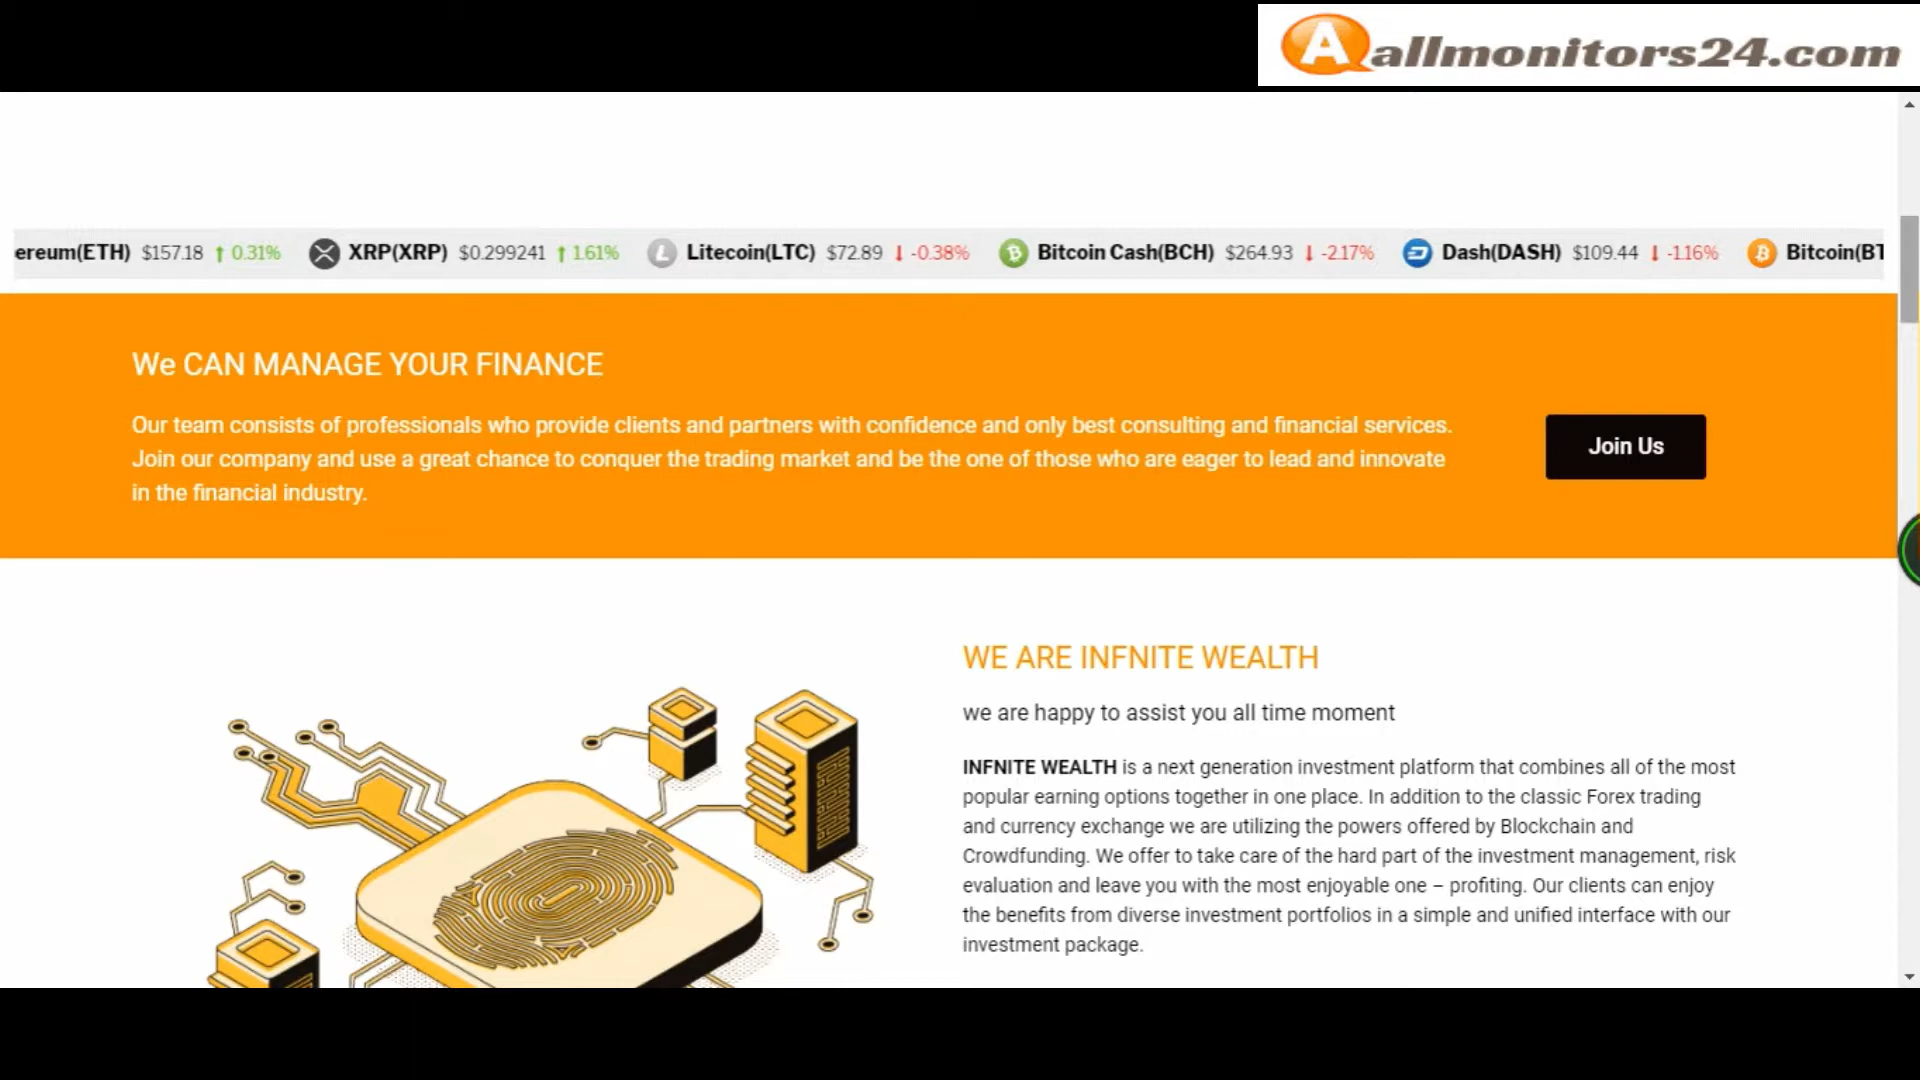 A allmonitors24.com
ereum(ETH) $157.18 ↑ 0.31% XRP(XRP) $0.299241 ↑ 1.61% Litecoin(LTC) $72.89 ↓ -0.38% Bitcoin Cash(BCH) $264.93 ↓ -2.17% Dash(DASH) $109.44 ↓ -1.16% Bitcoin(BT
We CAN MANAGE YOUR FINANCE
Our team consists of professionals who provide clients and partners with confidence and only best consulting and financial services.
Join our company and use a great chance to conquer the trading market and be the one of those who are eager to lead and innovate
in the financial industry.
Join Us
WE ARE INFNITE WEALTH
we are happy to assist you all time moment
INFNITE WEALTH is a next generation investment platform that combines all of the most
popular earning options together in one place. In addition to the classic Forex trading
and currency exchange we are utilizing the powers offered by Blockchain and
Crowdfunding. We offer to take care of the hard part of the investment management, risk
evaluation and leave you with the most enjoyable one – profiting. Our clients can enjoy
the benefits from diverse investment portfolios in a simple and unified interface with our
investment package.